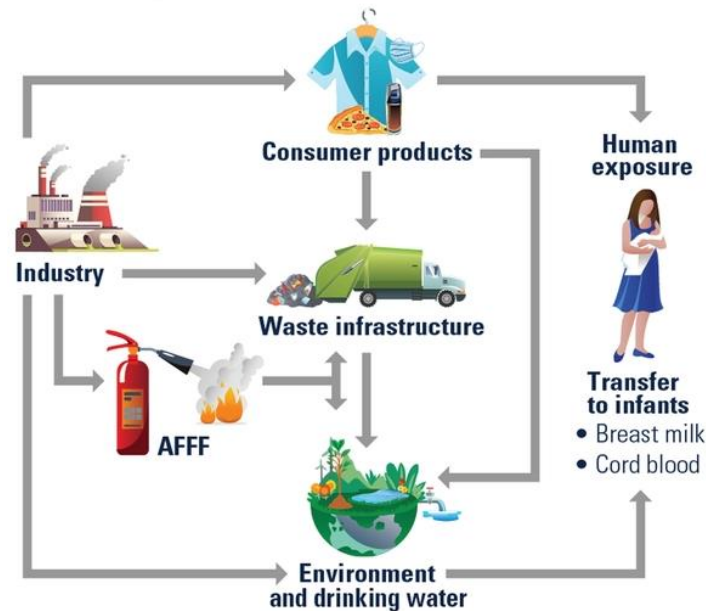 Consumer products
Human
exposure
Industry
Waste infrastructure
AFFF
Transfer
to infants
• Breast milk
• Cord blood
Environment
and drinking water